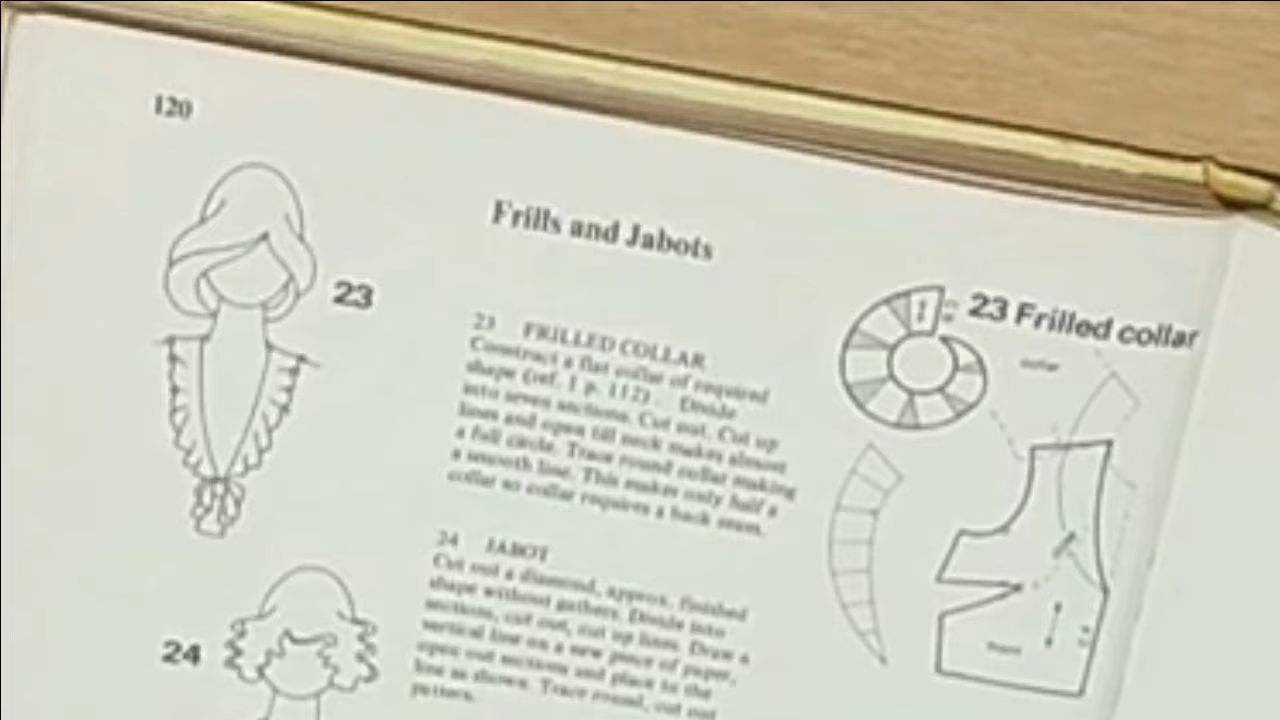 120
Frills and Jabots
23
23 FRILLED COLLAR
Construct a flat collar of required
shape (ref. 1 p. 112). Divide
into seven sections. Cut out. Cut up
lines and open till neck makes almost
a full circle. Trace round collar making
a smooth line. This makes only half a
collar so collar requires a back seam.
23 Frilled collar
collar
front
24
24 JABOT
Cut out a diamond, approx. finished
shape without gathers. Divide into
sections, cut out, cut up lines. Draw a
vertical line on a new piece of paper,
open out sections and place to the
line as shown. Trace round, cut out
pattern.